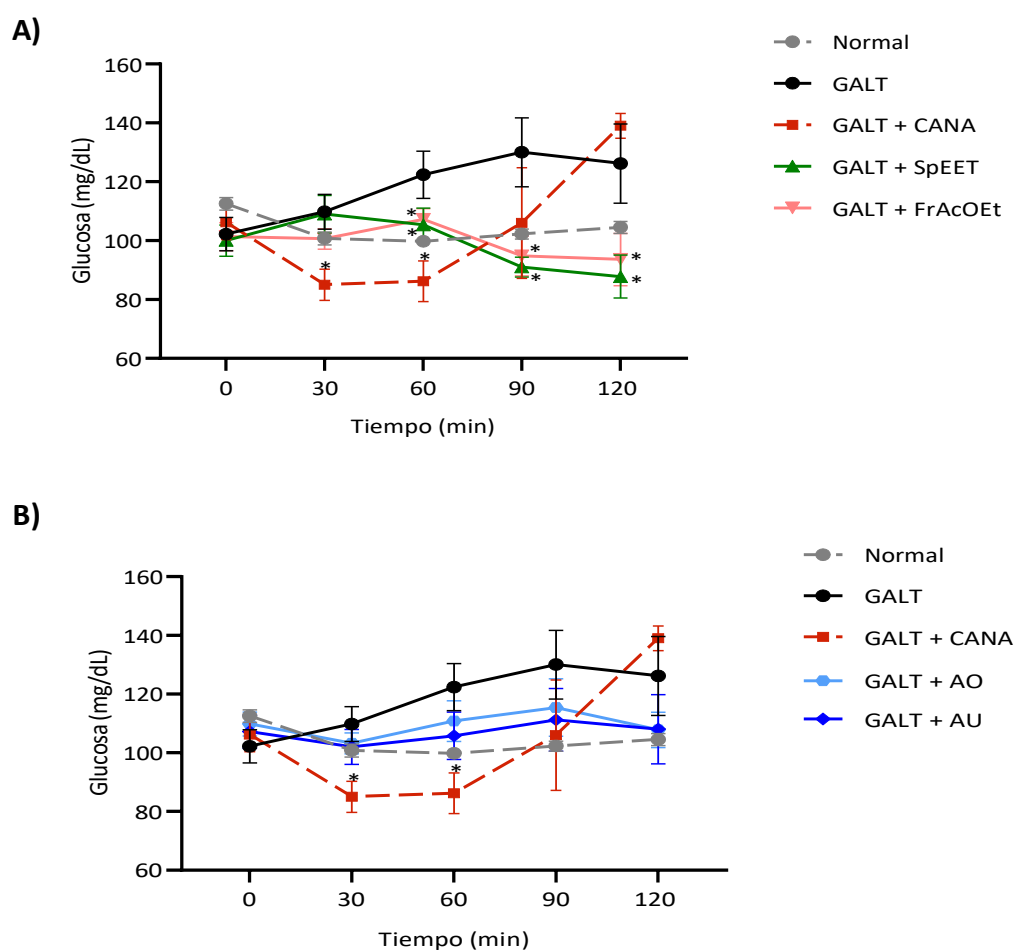 A)
Normal
GALT
GALT + CANA
GALT + SpEET
GALT + FrAcOEt
Glucosa (mg/dL)
160
140
120
100
80
60
* * * * * * * *
0 30 60 90 120
Tiempo (min)
B)
Normal
GALT
GALT + CANA
GALT + AO
GALT + AU
Glucosa (mg/dL)
160
140
120
100
80
60
* *
0 30 60 90 120
Tiempo (min)